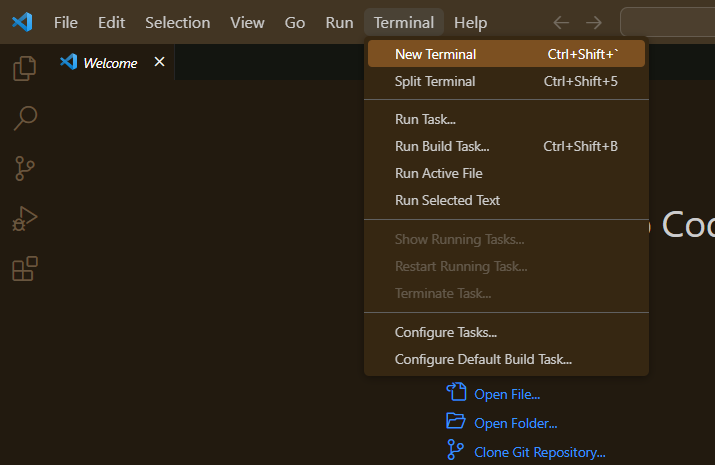 File Edit Selection View Go Run Terminal Help
Welcome
New Terminal Ctrl+Shift+`
Split Terminal Ctrl+Shift+5
Run Task...
Run Build Task... Ctrl+Shift+B
Run Active File
Run Selected Text
Show Running Tasks...
Restart Running Task...
Terminate Task...
Configure Tasks...
Configure Default Build Task...
Open File...
Open Folder...
Clone Git Repository...